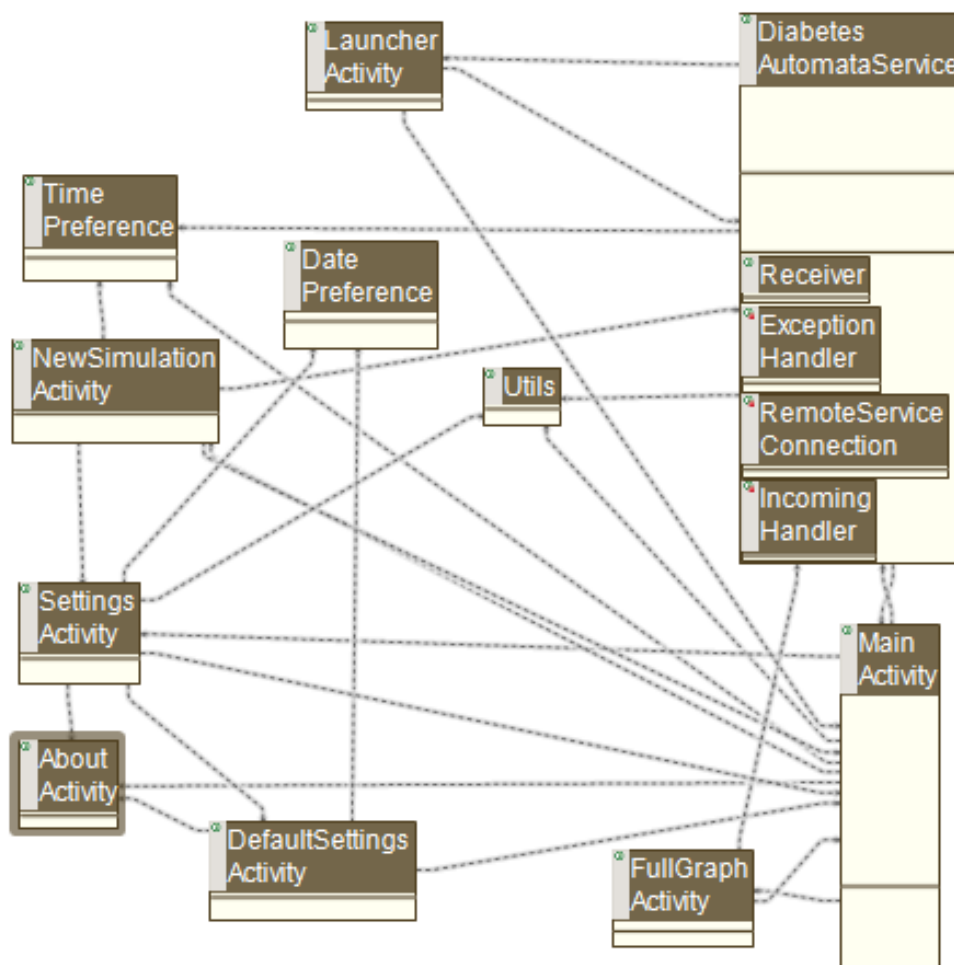 Launcher
Activity
Diabetes
AutomataService
Time
Preference
Date
Preference
Receiver
Exception
Handler
NewSimulation
Activity
Utils
RemoteService
Connection
Incoming
Handler
Settings
Activity
Main
Activity
About
Activity
DefaultSettings
Activity
FullGraph
Activity